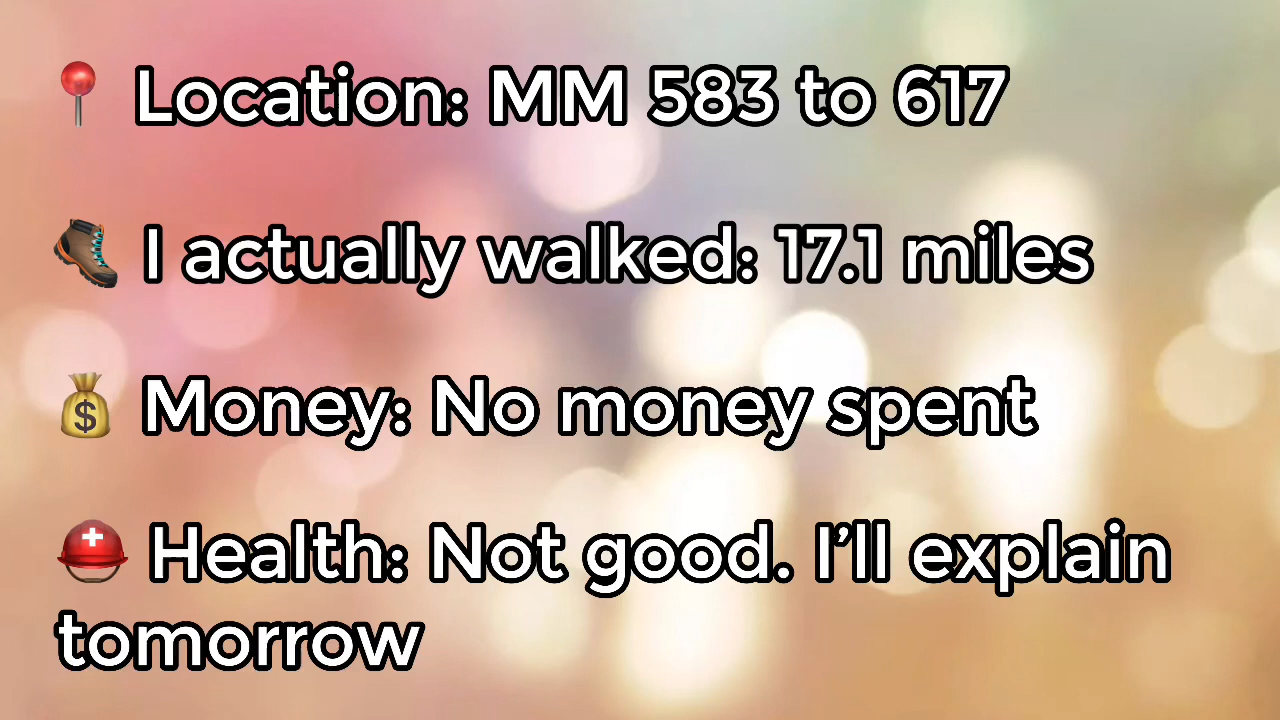 📍 Location: MM 583 to 617
🥾 I actually walked: 17.1 miles
💰 Money: No money spent
⛑️ Health: Not good. I’ll explain
tomorrow